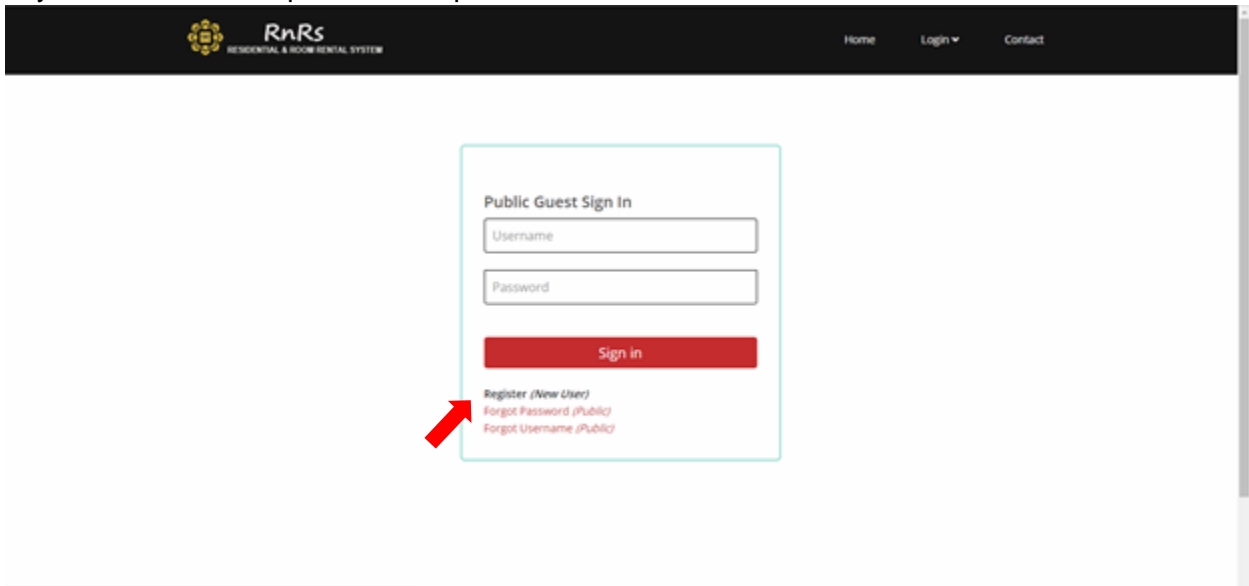 RnRs
RESIDENTIAL & ROOM RENTAL SYSTEM
Home Login Contact
Public Guest Sign In
Username
Password
Sign in
Register (New User)
Forgot Password (Public)
Forgot Username (Public)